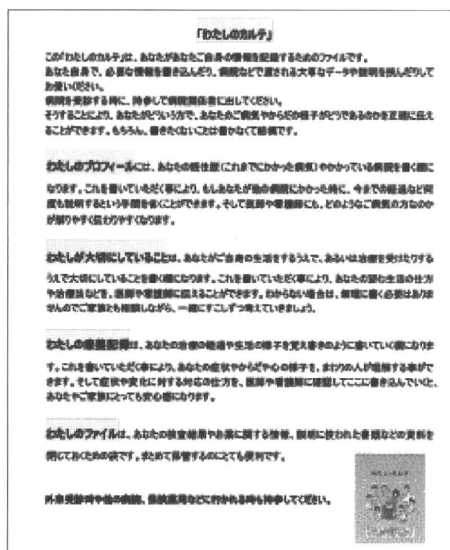 「わたしのカルテ」
この「わたしのカルテ」は、あなたがあなたご自身の情報を記録するためのファイルです。
あなた自身で、必要な情報を書き込んだり、病院などで渡される大事なデータや説明を挟んだりして
お使いください。
病院を受診する時に、持参して病院関係者に出してください。
そうすることにより、あなたがどういう方で、あなたのご病気やからだの様子がどうであるのかを正確に伝え
ることができます。もちろん、書きたくないことは書かなくて結構です。
わたしのプロフィールには、あなたの既往歴（これまでにかかった病気）やかかっている病院を書く欄に
なります。これを書いていただく事により、もしあなたが他の病院にかかった時に、今までの経過など何
度も説明するという手間を省くことができます。そして医師や看護師にも、どのようなご病気の方なのか
が解りやすく伝わりやすくなります。
わたしが大切にしていることは、あなたがご自身の生活をするうえで、あるいは治療を受けたりする
うえで大切にしていることを書く欄になります。これを書いていただく事により、あなたの望む生活の仕方
や治療法などを、医師や看護師に伝えることができます。わからない場合は、無理に書く必要はありま
せんのでご家族とも相談しながら、一緒にすこしずつ考えていきましょう。
わたしの療養記録は、あなたの治療の経過や生活の様子を覚え書きのように書いていく欄になりま
す。これを書いていただく事により、あなたの症状やからだや心の様子を、まわりの人が理解する事がで
きます。そして症状や変化に対する対応の仕方を、医師や看護師に確認してここに書き込んでいくと、
あなたやご家族にとっても安心感になります。
わたしのファイルは、あなたの検査結果やお薬に関する情報、説明に使われた書類などの資料を
閉じておくための袋です。まとめて保管するのにとても便利です。
外来受診時や他の病院、保険薬局などに行かれる時も持参してください。
わたしのカルテ